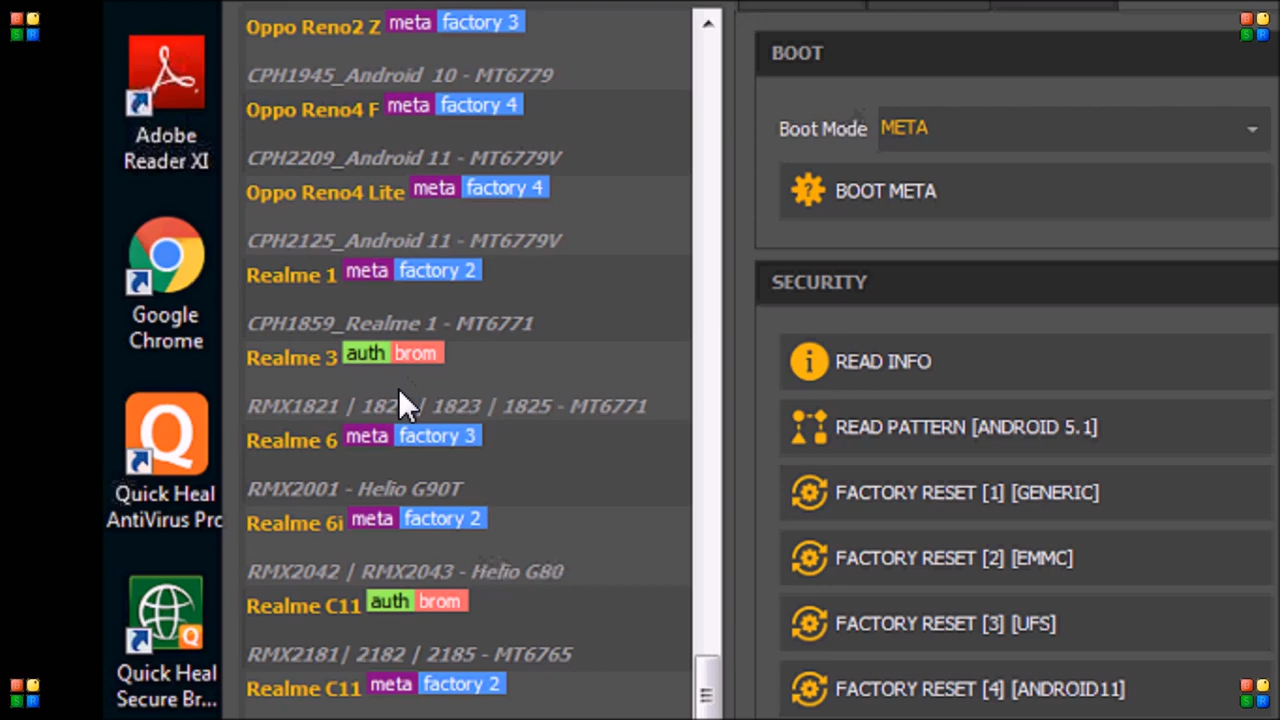 Adobe
Reader XI
Google
Chrome
Quick Heal
AntiVirus Pro
Quick Heal
Secure Br...
Oppo Reno2 Z meta factory 3
CPH1945_Android 10 - MT6779
Oppo Reno4 F meta factory 4
CPH2209_Android 11 - MT6779V
Oppo Reno4 Lite meta factory 4
CPH2125_Android 11 - MT6779V
Realme 1 meta factory 2
CPH1859_Realme 1 - MT6771
Realme 3 auth brom
RMX1821 | | 1823 | 1825 - MT6771
Realme 6 meta factory 3
RMX2001 - Helio G90T
Realme 6i meta factory 2
RMX2042 / RMX2043 - Helio G80
Realme C11 auth brom
RMX2181| 2182 | 2185 - MT6765
Realme C11 meta factory 2
BOOT
Boot Mode META
BOOT META
SECURITY
READ INFO
READ PATTERN [ANDROID 5.1]
FACTORY RESET [1] [GENERIC]
FACTORY RESET [2] [EMMC]
FACTORY RESET [3] [UFS]
FACTORY RESET [4] [ANDROID11]